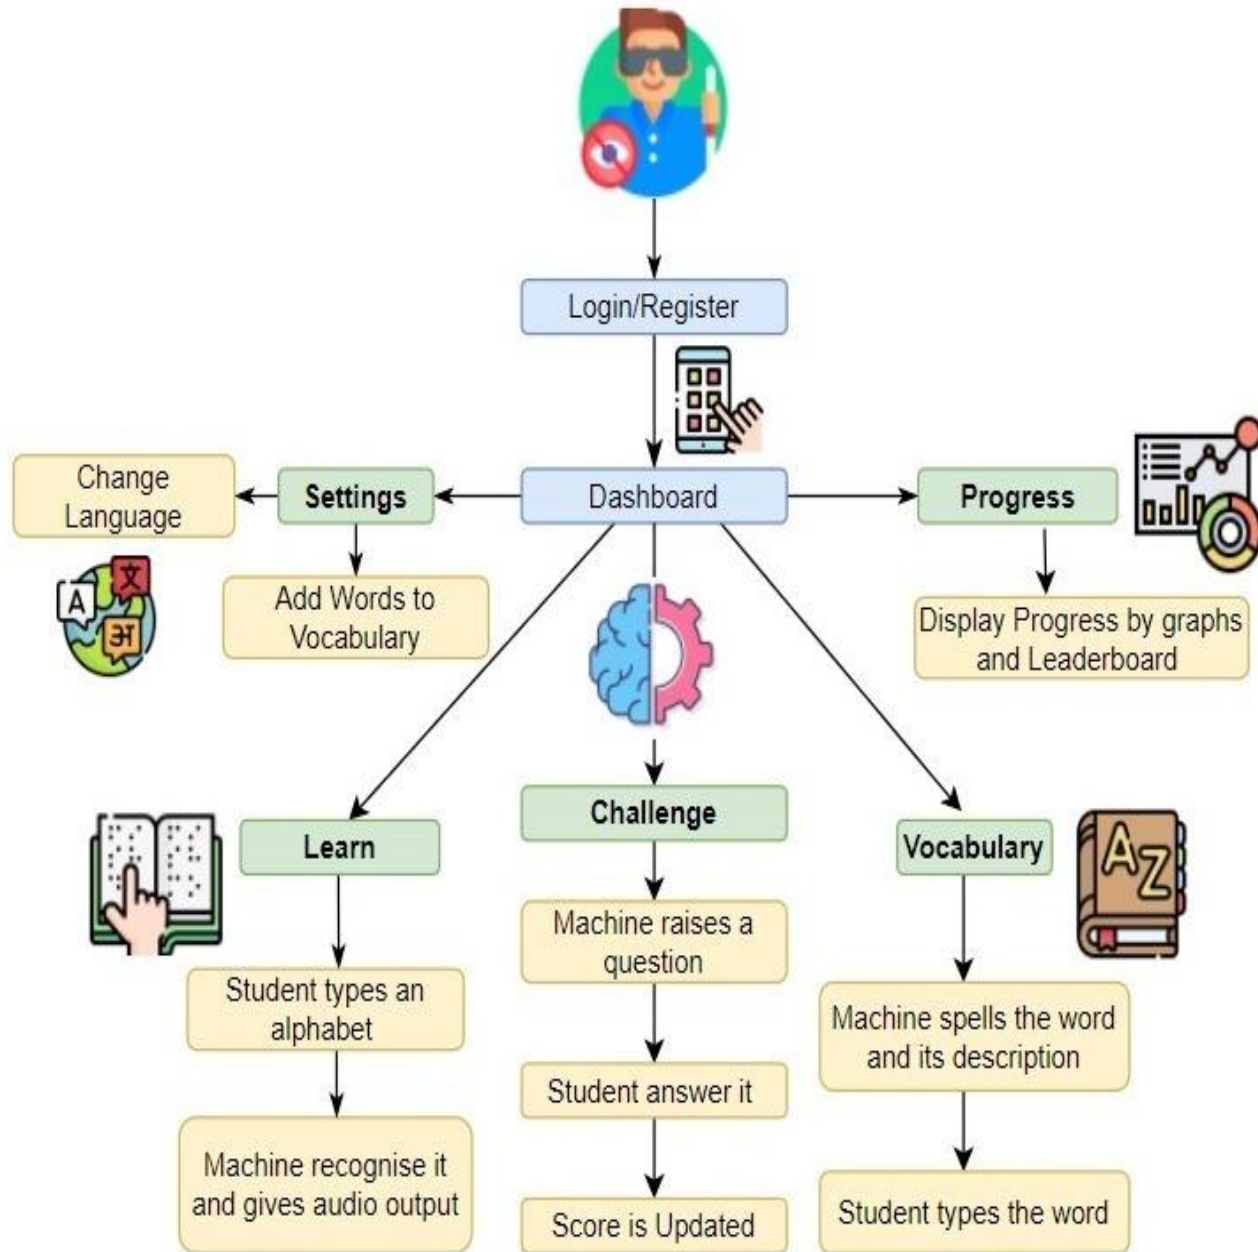 Login/Register
Change
Language
Settings
Dashboard
Progress
A
文
अ
Add Words to
Vocabulary
Display Progress by graphs
and Leaderboard
Learn
Challenge
Vocabulary
A
Z
Student types an
alphabet
Machine recognise it
and gives audio output
Machine raises a
question
Student answer it
Score is Updated
Machine spells the word
and its description
Student types the word